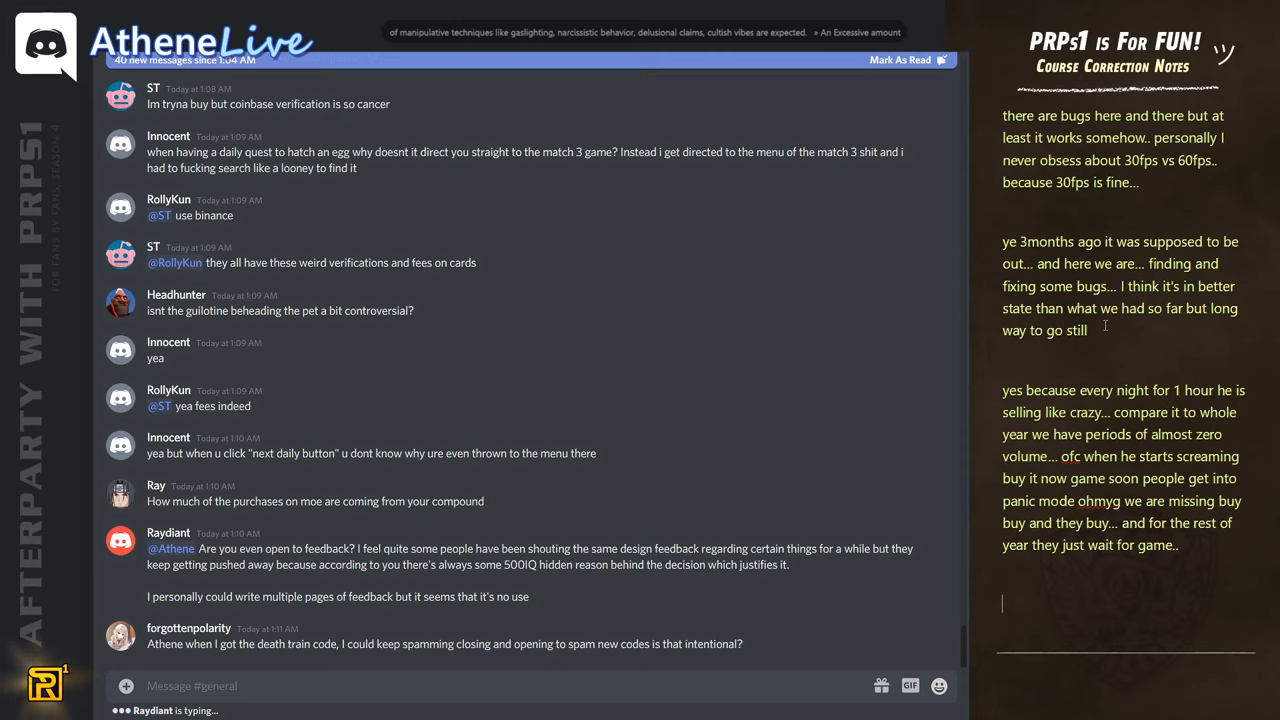 AtheneLive
of manipulative techniques like gaslighting, narcissistic behavior, delusional claims, cultish vibes are expected.  » An Excessive amount
40 new messages since 1:04 AM
Mark As Read
ST Today at 1:08 AM
Im tryna buy but coinbase verification is so cancer
Innocent Today at 1:09 AM
when having a daily quest to hatch an egg why doesnt it direct you straight to the match 3 game? Instead i get directed to the menu of the match 3 shit and i
had to fucking search like a looney to find it
RollyKun Today at 1:09 AM
@ST use binance
ST Today at 1:09 AM
@RollyKun they all have these weird verifications and fees on cards
Headhunter Today at 1:09 AM
isnt the guilotine beheading the pet a bit controversial?
Innocent Today at 1:09 AM
yea
RollyKun Today at 1:09 AM
@ST yea fees indeed
Innocent Today at 1:10 AM
yea but when u click "next daily button" u dont know why ure even thrown to the menu there
Ray Today at 1:10 AM
How much of the purchases on moe are coming from your compound
Raydiant Today at 1:10 AM
@Athene Are you even open to feedback? I feel quite some people have been shouting the same design feedback regarding certain things for a while but they
keep getting pushed away because according to you there's always some 500IQ hidden reason behind the decision which justifies it.
I personally could write multiple pages of feedback but it seems that it's no use
forgottenpolarity Today at 1:11 AM
Athene when I got the death train code, I could keep spamming closing and opening to spam new codes is that intentional?
Message #general
GIF
Raydiant is typing...
AFTERPARTY WITH PRPS1
FOR FANS BY FANS, SEASON 4
R1
PRPs1 is For FUN!
Course Correction Notes
ツ
there are bugs here and there but at
least it works somehow.. personally I
never obsess about 30fps vs 60fps..
because 30fps is fine...
ye 3months ago it was supposed to be
out... and here we are... finding and
fixing some bugs... I think it's in better
state than what we had so far but long
way to go still
yes because every night for 1 hour he is
selling like crazy... compare it to whole
year we have periods of almost zero
volume... ofc when he starts screaming
buy it now game soon people get into
panic mode ohmyg we are missing buy
buy and they buy... and for the rest of
year they just wait for game..